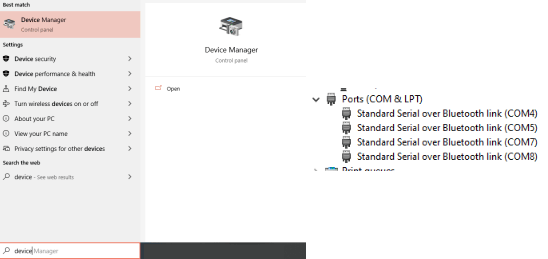 Best match
Device Manager
Control panel
Settings
Device security
Device performance & health
Find My Device
Turn wireless devices on or off
About your PC
View your PC name
Privacy settings for other devices
Search the web
device - See web results
device Manager
Device Manager
Control panel
Open
Ports (COM & LPT)
Standard Serial over Bluetooth link (COM4)
Standard Serial over Bluetooth link (COM5)
Standard Serial over Bluetooth link (COM7)
Standard Serial over Bluetooth link (COM8)
Print queues